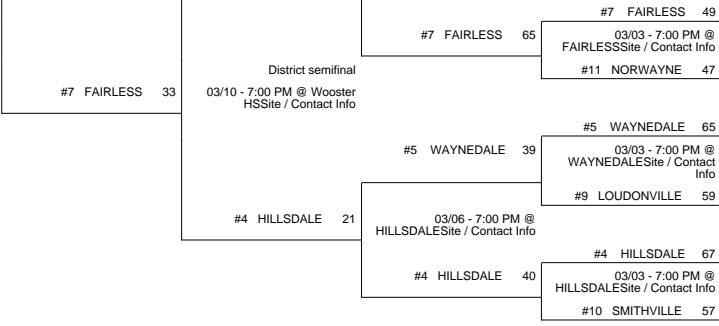 #7 FAIRLESS 49
#7 FAIRLESS 65
03/03 - 7:00 PM @
FAIRLESSSite / Contact Info
District semifinal
#11 NORWAYNE 47
#7 FAIRLESS 33
03/10 - 7:00 PM @ Wooster
HSSite / Contact Info
#5 WAYNEDALE 65
#5 WAYNEDALE 39
03/03 - 7:00 PM @
WAYNEDALESite / Contact
Info
#9 LOUDONVILLE 59
#4 HILLSDALE 21
03/06 - 7:00 PM @
HILLSDALESite / Contact Info
#4 HILLSDALE 67
#4 HILLSDALE 40
03/03 - 7:00 PM @
HILLSDALESite / Contact Info
#10 SMITHVILLE 57